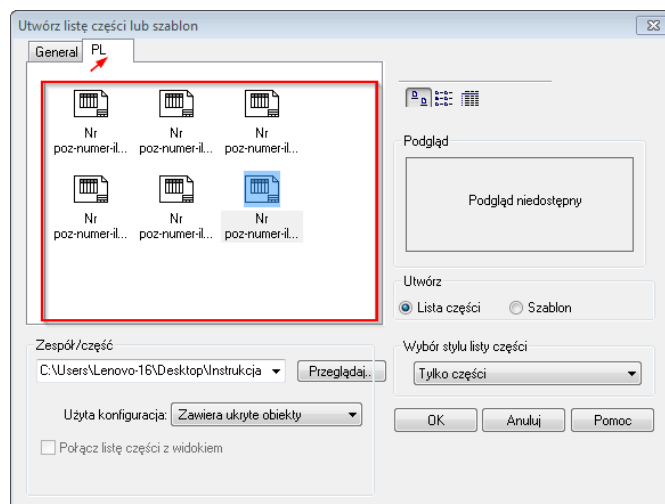 Utwórz listę części lub szablon
General PL
Nr Nr Nr
poz-numer-il... poz-numer-il... poz-numer-il...
Nr Nr Nr
poz-numer-il... poz-numer-il... poz-numer-il...
Podgląd
Podgląd niedostępny
Utwórz
Lista części Szablon
Zespół/część
C:\Users\Lenovo-16\Desktop\Instrukcja Przeglądaj..
Użyta konfiguracja: Zawiera ukryte obiekty
Połącz listę części z widokiem
Wybór stylu listy części
Tylko części
OK Anuluj Pomoc